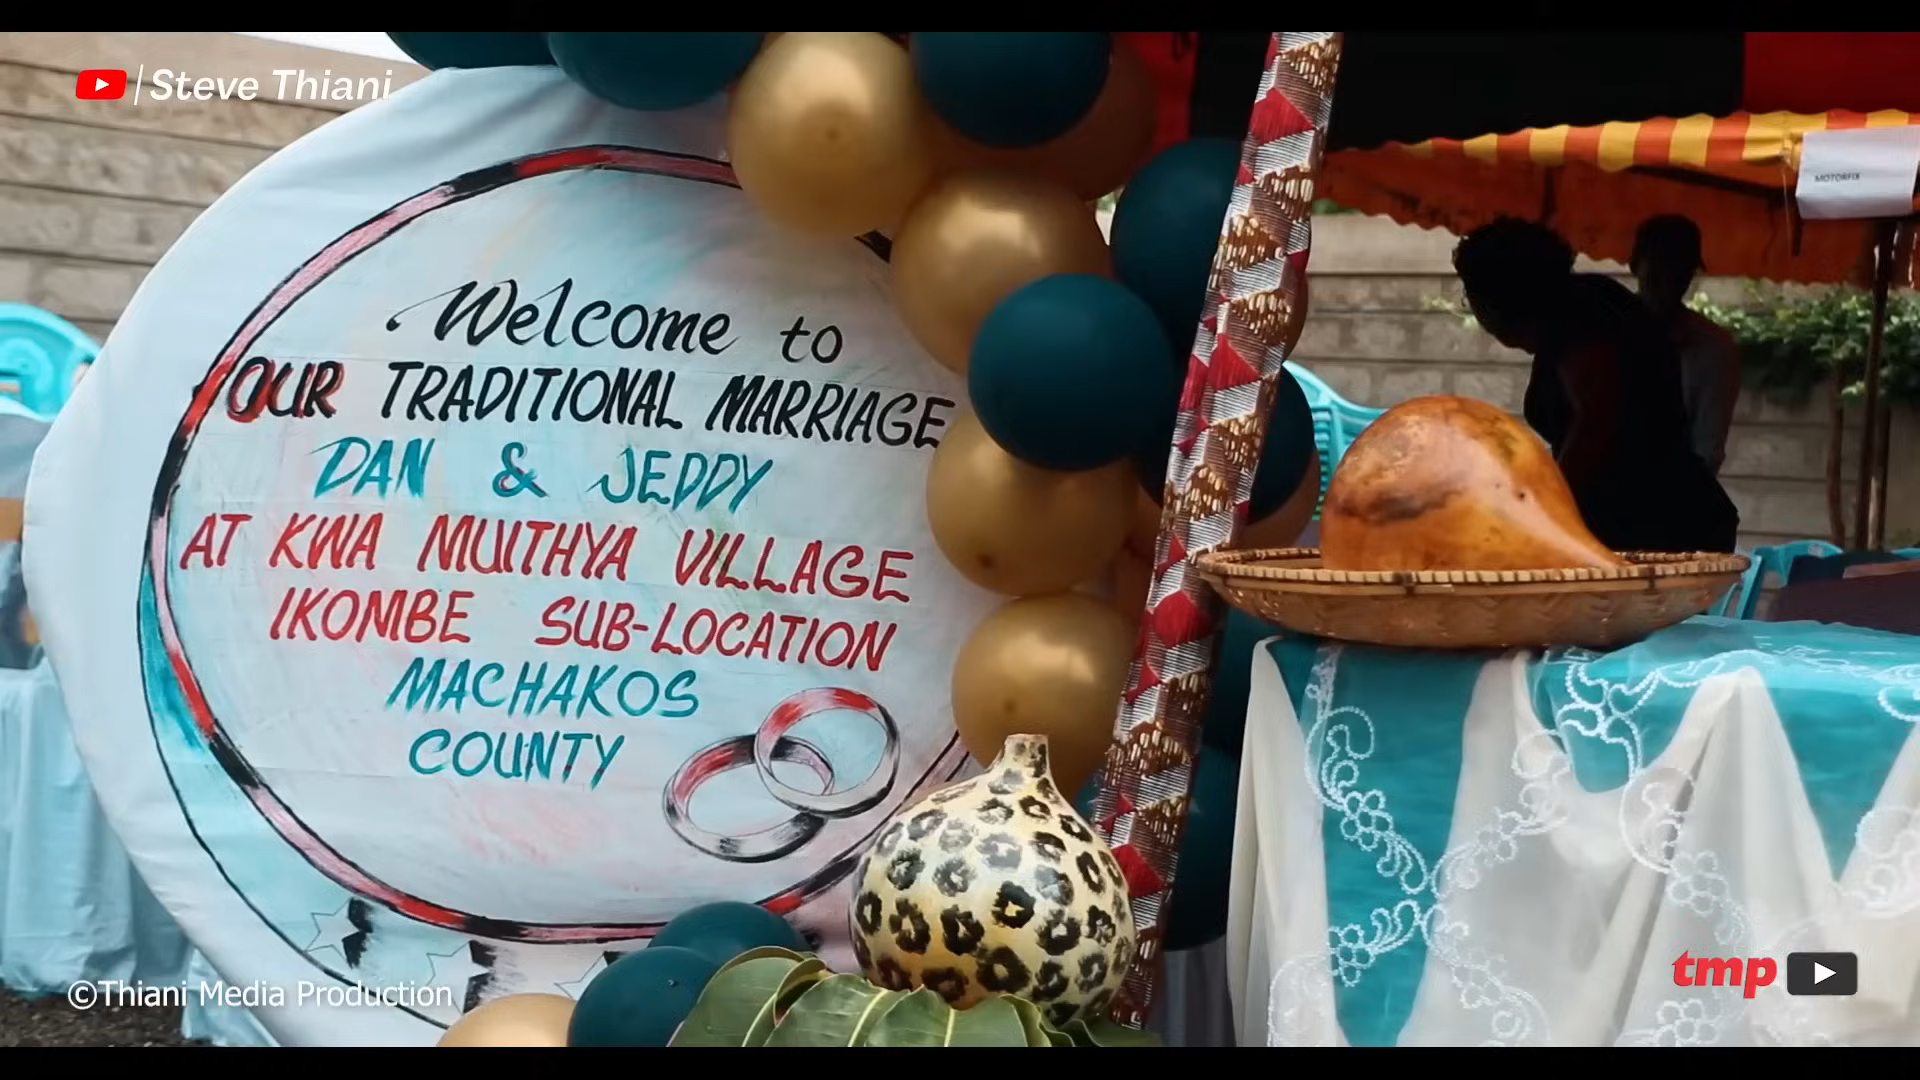 | Steve Thiani
MOTORFIX
Welcome to
OUR TRADITIONAL MARRIAGE
DAN & JEDDY
AT KWA MUITHYA VILLAGE
IKOMBE SUB-LOCATION
MACHAKOS
COUNTY
tmp
©Thiani Media Production